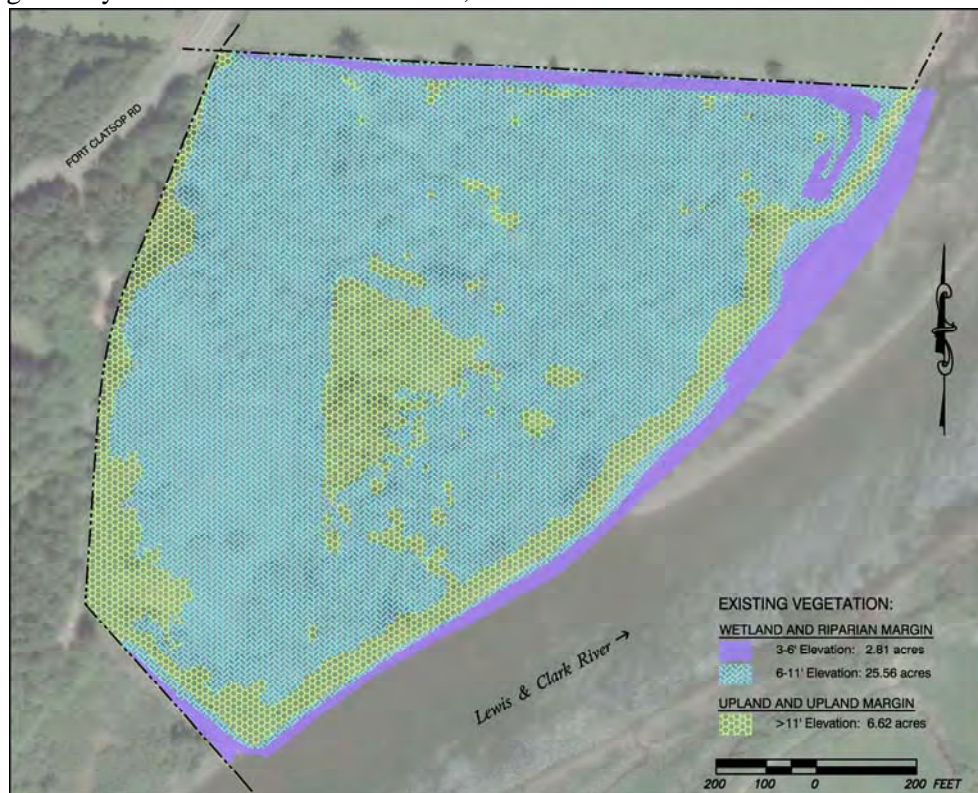 FORT CLATSOP RD
Lewis & Clark River →
EXISTING VEGETATION:
WETLAND AND RIPARIAN MARGIN
3-6' Elevation: 2.81 acres
6-11' Elevation: 25.56 acres
UPLAND AND UPLAND MARGIN
>11' Elevation: 6.62 acres
200 100 0 200 FEET